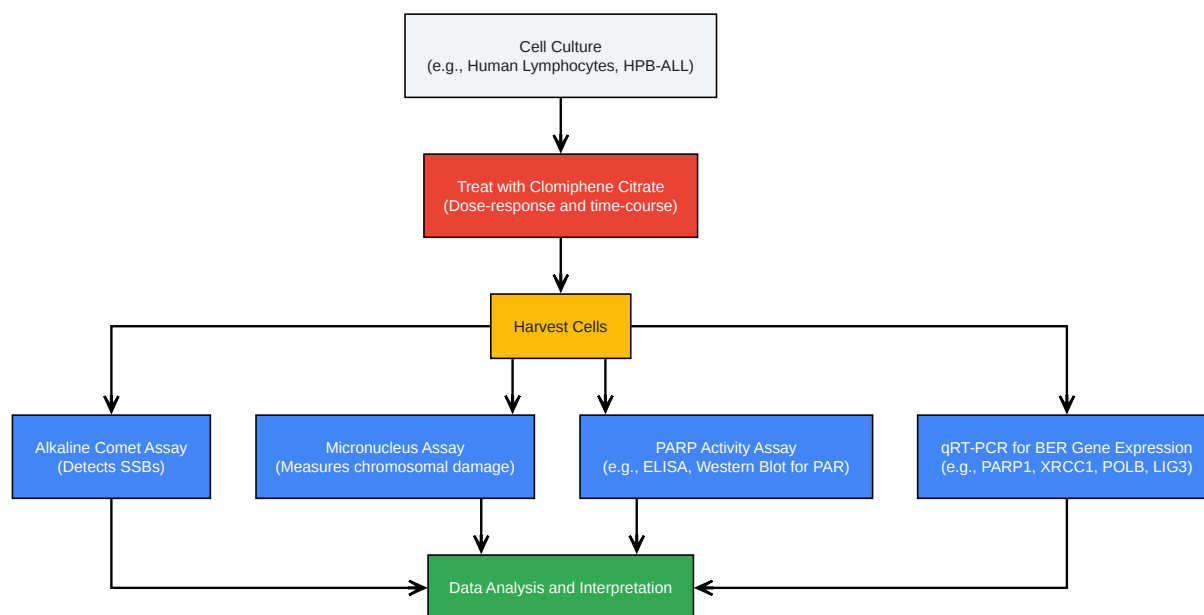 Cell Culture
(e.g., Human Lymphocytes, HPB-ALL)
Treat with Clomiphene Citrate
(Dose-response and time-course)
Harvest Cells
Alkaline Comet Assay
(Detects SSBs)
Micronucleus Assay
(Measures chromosomal damage)
PARP Activity Assay
(e.g., ELISA, Western Blot for PAR)
qRT-PCR for BER Gene Expression
(e.g., PARP1, XRCC1, POLB, LIG3)
Data Analysis and Interpretation